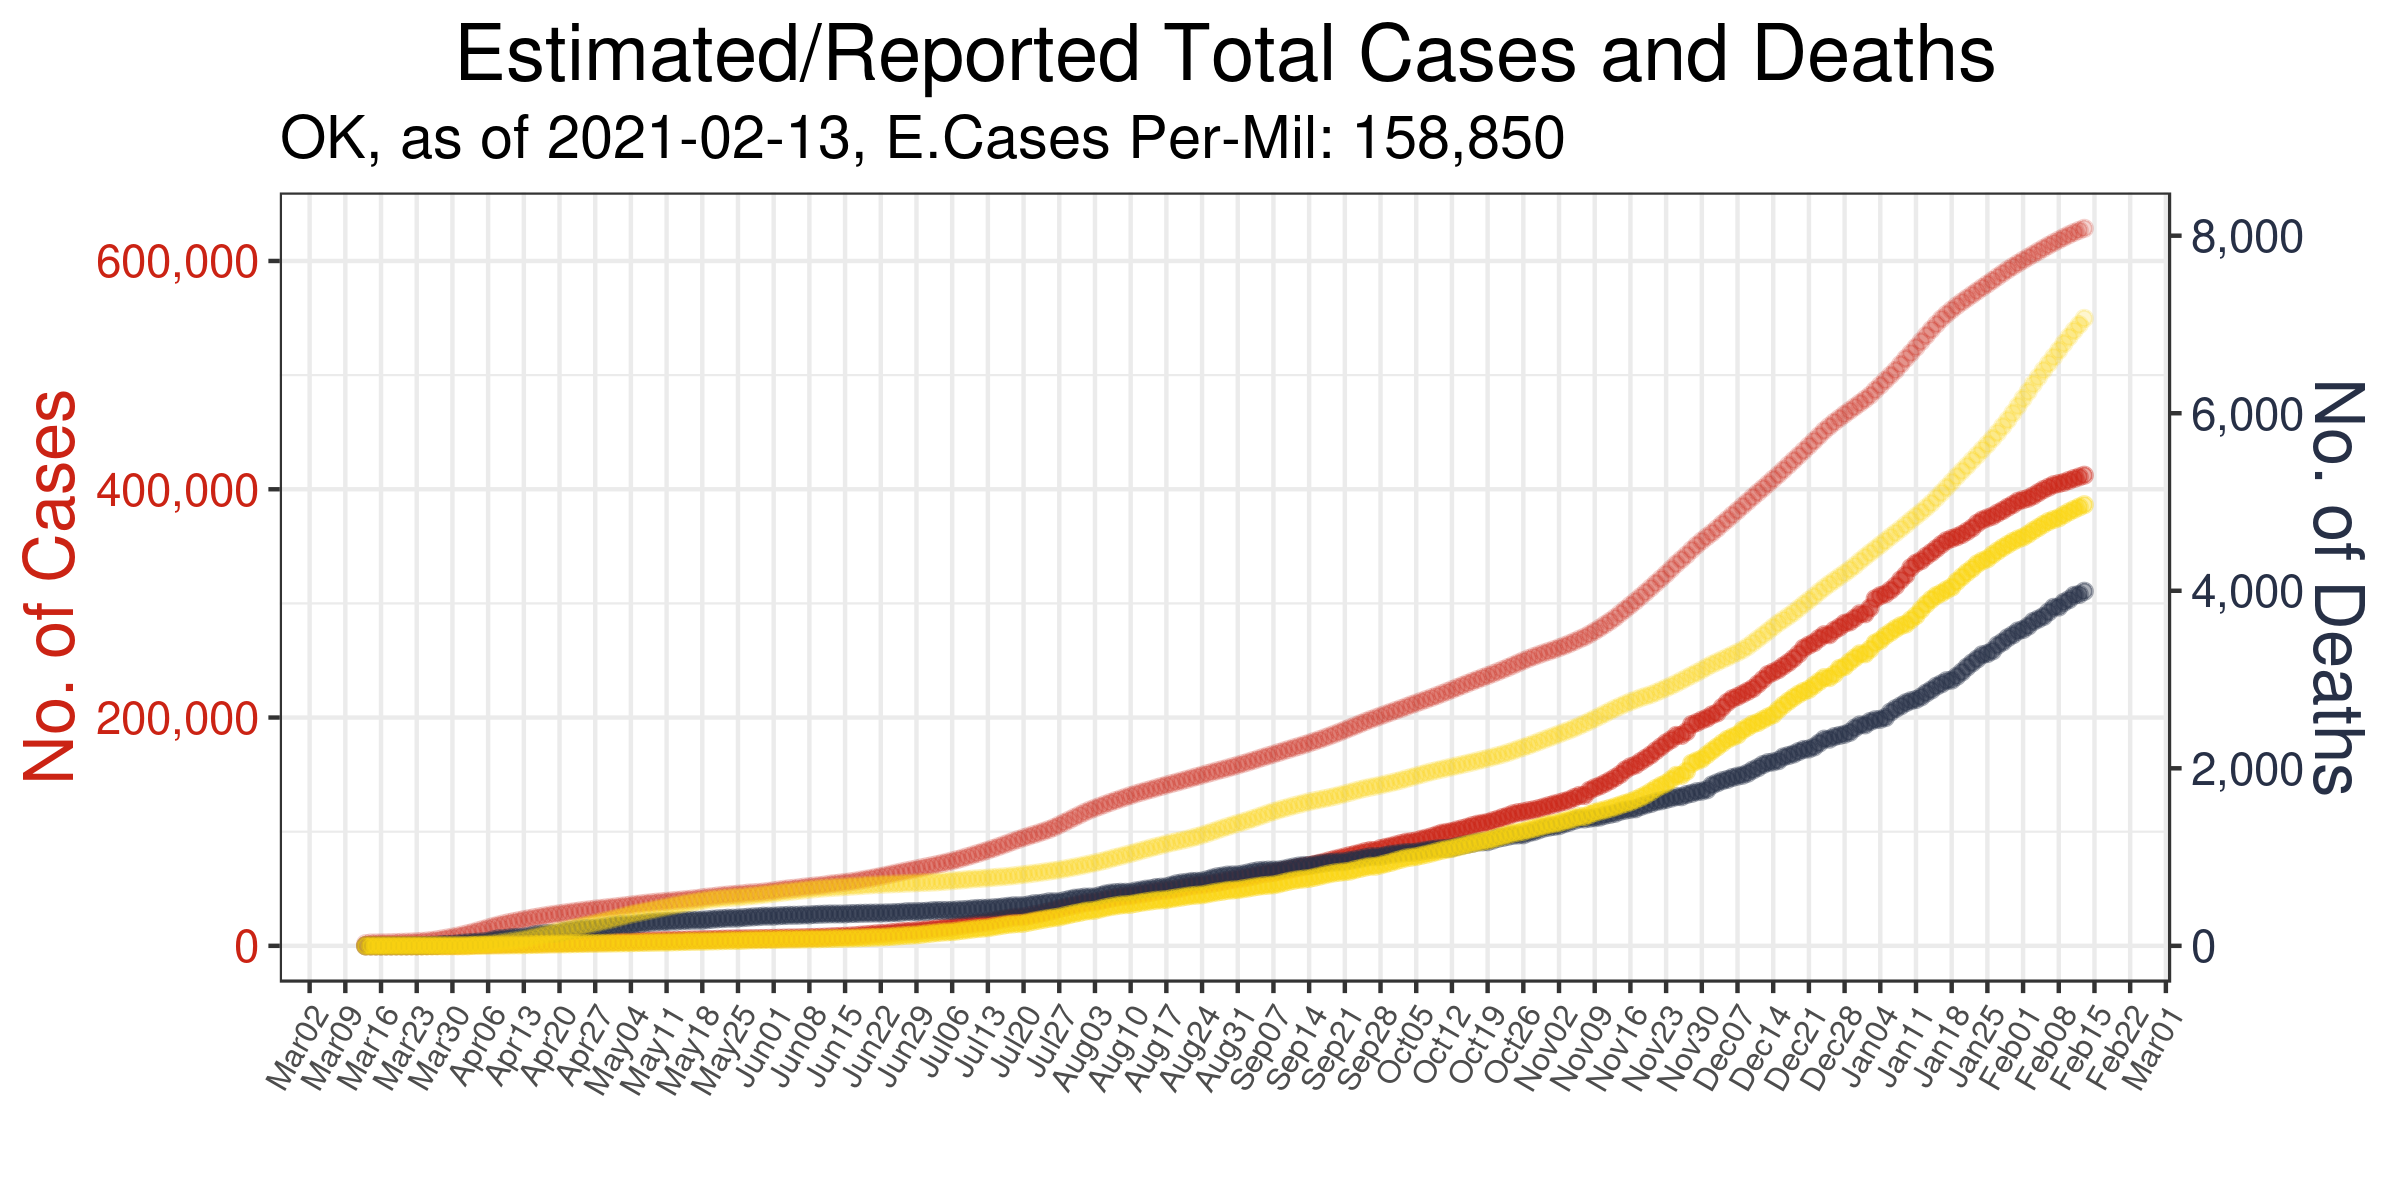 Estimated/Reported Total Cases and Deaths
OK, as of 2021-02-13, E.Cases Per-Mil: 158,850
No. of Cases
600,000
400,000
200,000
0
8,000
6,000
4,000
2,000
0
No. of Deaths
Mar02
Mar09
Mar16
Mar23
Mar30
Apr06
Apr13
Apr20
Apr27
May04
May11
May18
May25
Jun01
Jun08
Jun15
Jun22
Jun29
Jul06
Jul13
Jul20
Jul27
Aug03
Aug10
Aug17
Aug24
Aug31
Sep07
Sep14
Sep21
Sep28
Oct05
Oct12
Oct19
Oct26
Nov02
Nov09
Nov16
Nov23
Nov30
Dec07
Dec14
Dec21
Dec28
Jan04
Jan11
Jan18
Jan25
Feb01
Feb08
Feb15
Feb22
Mar01